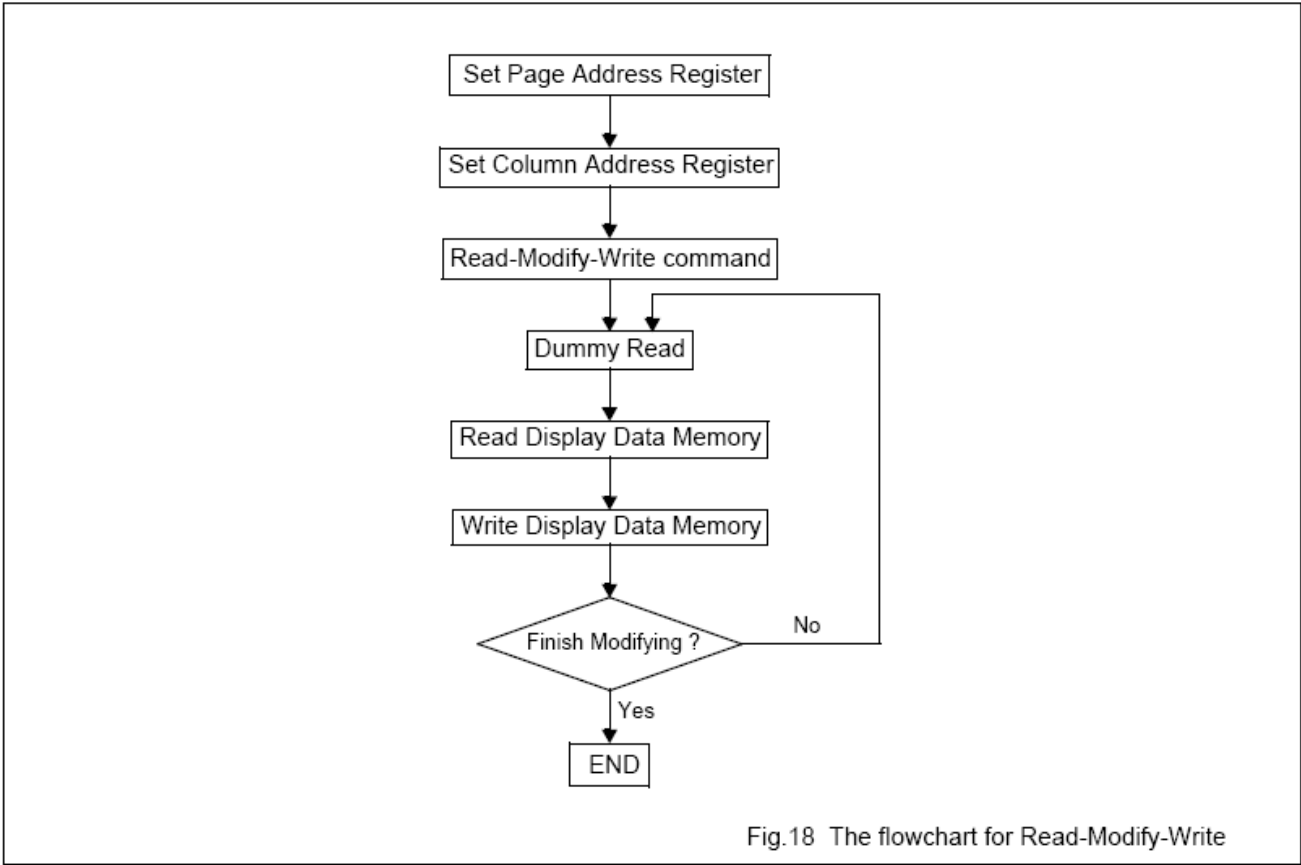 Set Page Address Register
Set Column Address Register
Read-Modify-Write command
Dummy Read
Read Display Data Memory
Write Display Data Memory
Finish Modifying ?
No
Yes
END
Fig.18 The flowchart for Read-Modify-Write